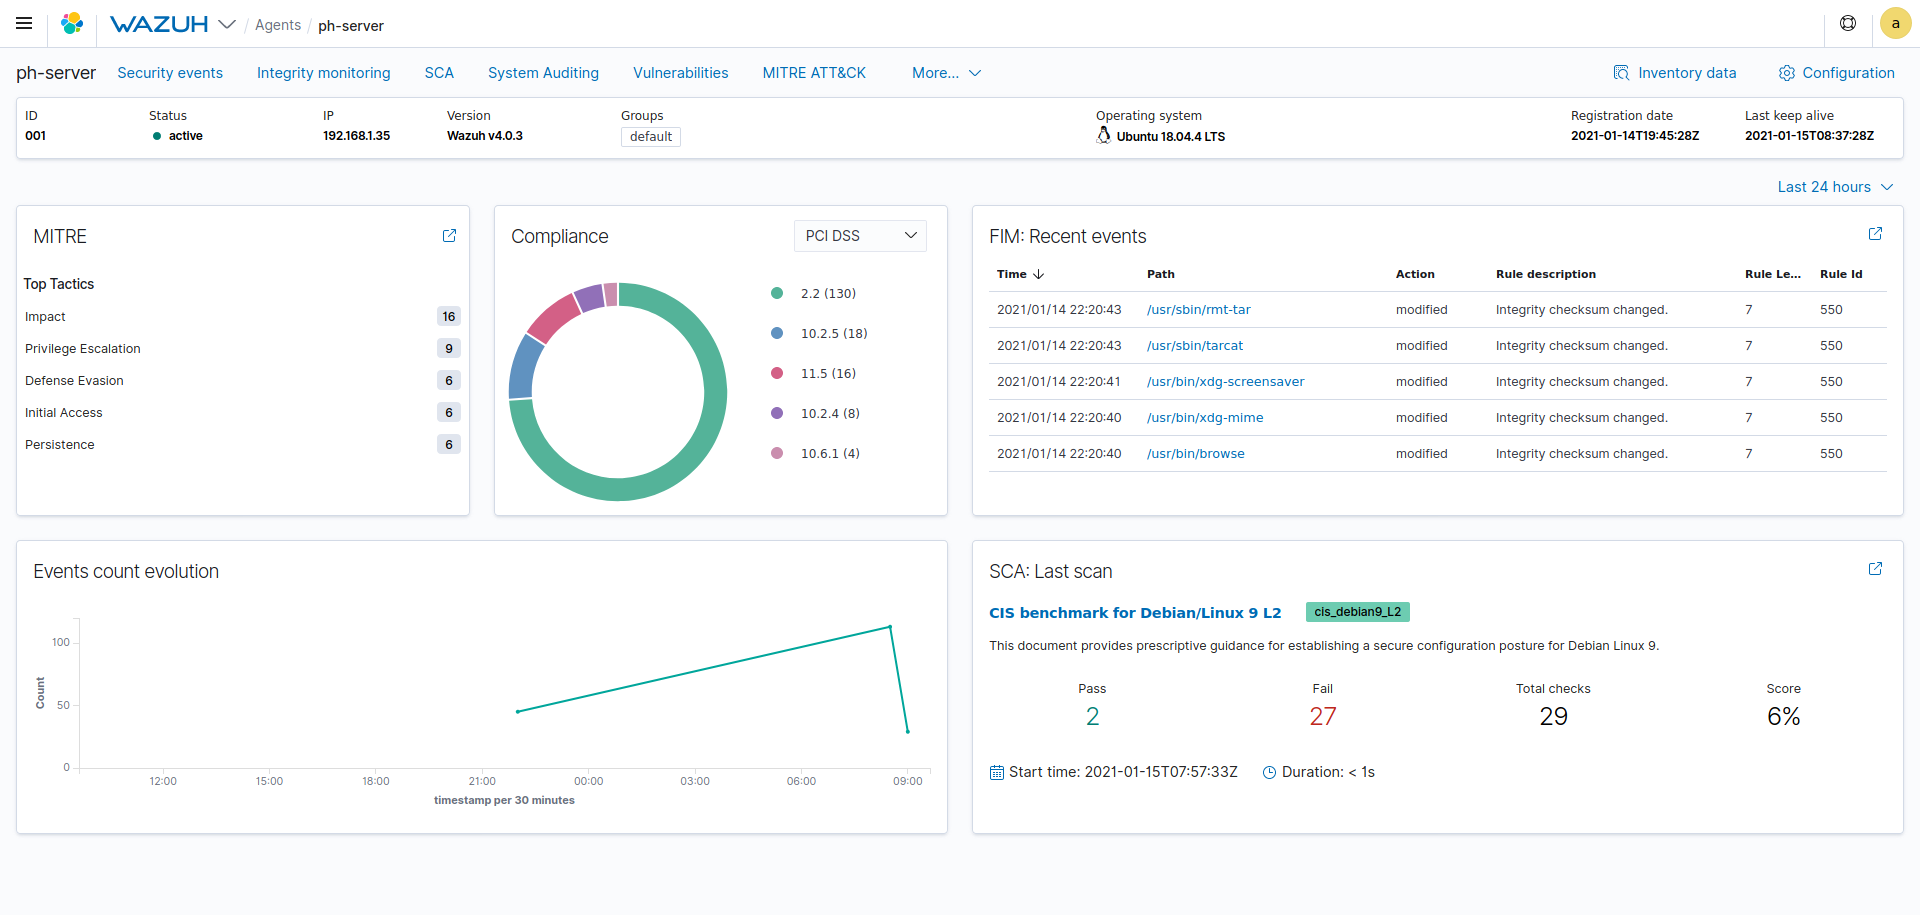 WAZUH / Agents / ph-server
a
ph-server Security events Integrity monitoring SCA System Auditing Vulnerabilities MITRE ATT&CK More... Inventory data Configuration
ID Status IP Version Groups Operating system Registration date Last keep alive
001 active 192.168.1.35 Wazuh v4.0.3 default Ubuntu 18.04.4 LTS 2021-01-14T19:45:28Z 2021-01-15T08:37:28Z
Last 24 hours
MITRE
Top Tactics
Impact 16
Privilege Escalation 9
Defense Evasion 6
Initial Access 6
Persistence 6
Compliance PCI DSS
2.2 (130)
10.2.5 (18)
11.5 (16)
10.2.4 (8)
10.6.1 (4)
FIM: Recent events
Time Path Action Rule description Rule Le... Rule Id
2021/01/14 22:20:43 /usr/sbin/rmt-tar modified Integrity checksum changed. 7 550
2021/01/14 22:20:43 /usr/sbin/tarcat modified Integrity checksum changed. 7 550
2021/01/14 22:20:41 /usr/bin/xdg-screensaver modified Integrity checksum changed. 7 550
2021/01/14 22:20:40 /usr/bin/xdg-mime modified Integrity checksum changed. 7 550
2021/01/14 22:20:40 /usr/bin/browse modified Integrity checksum changed. 7 550
Events count evolution
100
50
0
Count
12:00 15:00 18:00 21:00 00:00 03:00 06:00 09:00
timestamp per 30 minutes
SCA: Last scan
CIS benchmark for Debian/Linux 9 L2 cis_debian9_L2
This document provides prescriptive guidance for establishing a secure configuration posture for Debian Linux 9.
Pass Fail Total checks Score
2 27 29 6%
Start time: 2021-01-15T07:57:33Z Duration: < 1s